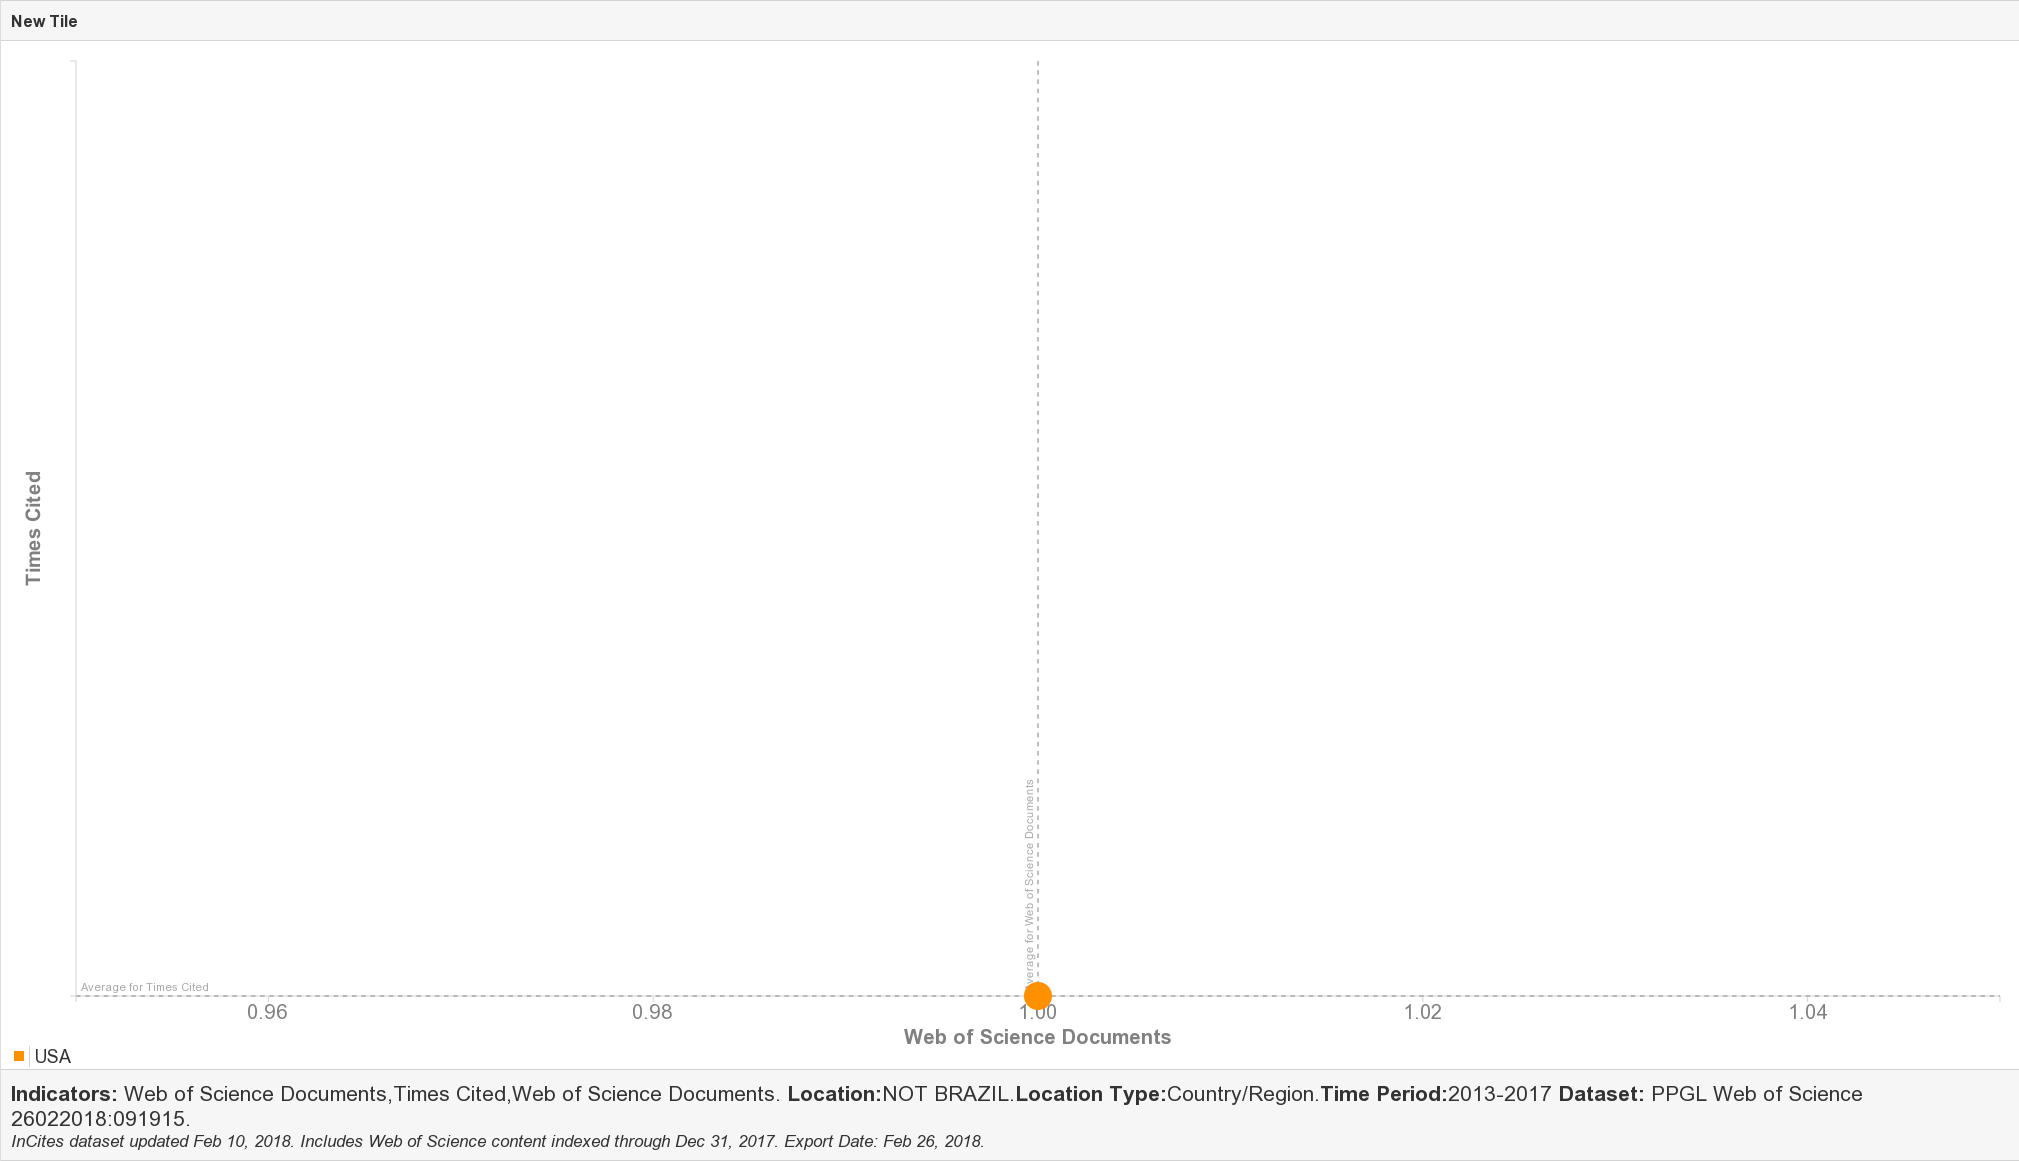 New Tile
Times Cited
Average for Web of Science Documents
Average for Times Cited
0.96
0.98
1.00
1.02
1.04
Web of Science Documents
USA
Indicators: Web of Science Documents,Times Cited,Web of Science Documents. Location:NOT BRAZIL.Location Type:Country/Region.Time Period:2013-2017 Dataset: PPGL Web of Science
26022018:091915.
InCites dataset updated Feb 10, 2018. Includes Web of Science content indexed through Dec 31, 2017. Export Date: Feb 26, 2018.